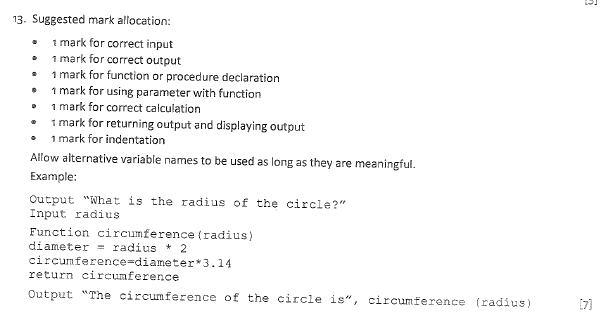 [5]
13. Suggested mark allocation:
• 1 mark for correct input
• 1 mark for correct output
• 1 mark for function or procedure declaration
• 1 mark for using parameter with function
• 1 mark for correct calculation
• 1 mark for returning output and displaying output
• 1 mark for indentation
Allow alternative variable names to be used as long as they are meaningful.
Example:
Output "What is the radius of the circle?"
Input radius
Function circumference(radius)
diameter = radius * 2
circumference=diameter*3.14
return circumference
Output "The circumference of the circle is", circumference (radius) [7]